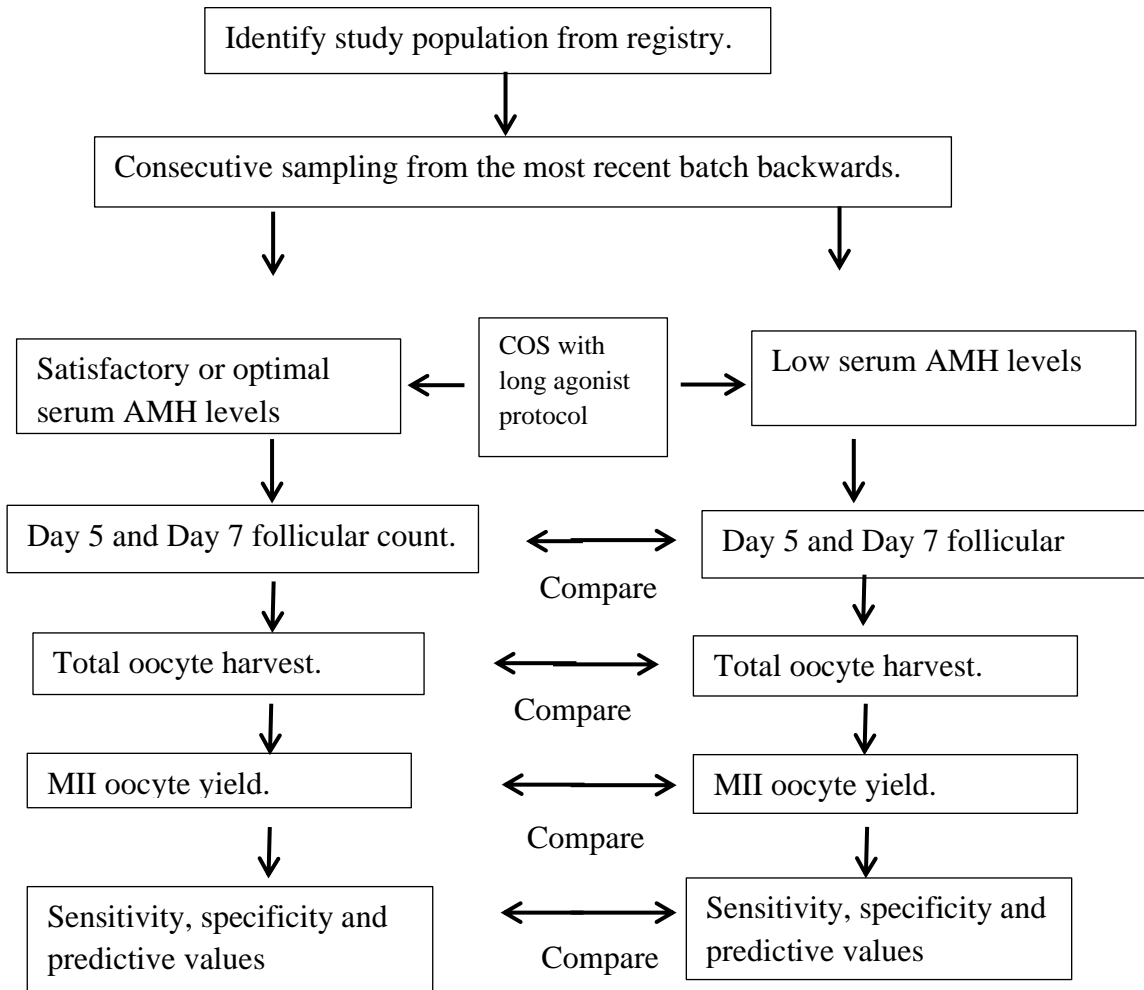 Identify study population from registry.
Consecutive sampling from the most recent batch backwards.
Satisfactory or optimal
serum AMH levels
COS with
long agonist
protocol
Low serum AMH levels
Day 5 and Day 7 follicular count.
Compare
Day 5 and Day 7 follicular
Total oocyte harvest.
Compare
Total oocyte harvest.
MII oocyte yield.
Compare
MII oocyte yield.
Sensitivity, specificity and
predictive values
Compare
Sensitivity, specificity and
predictive values